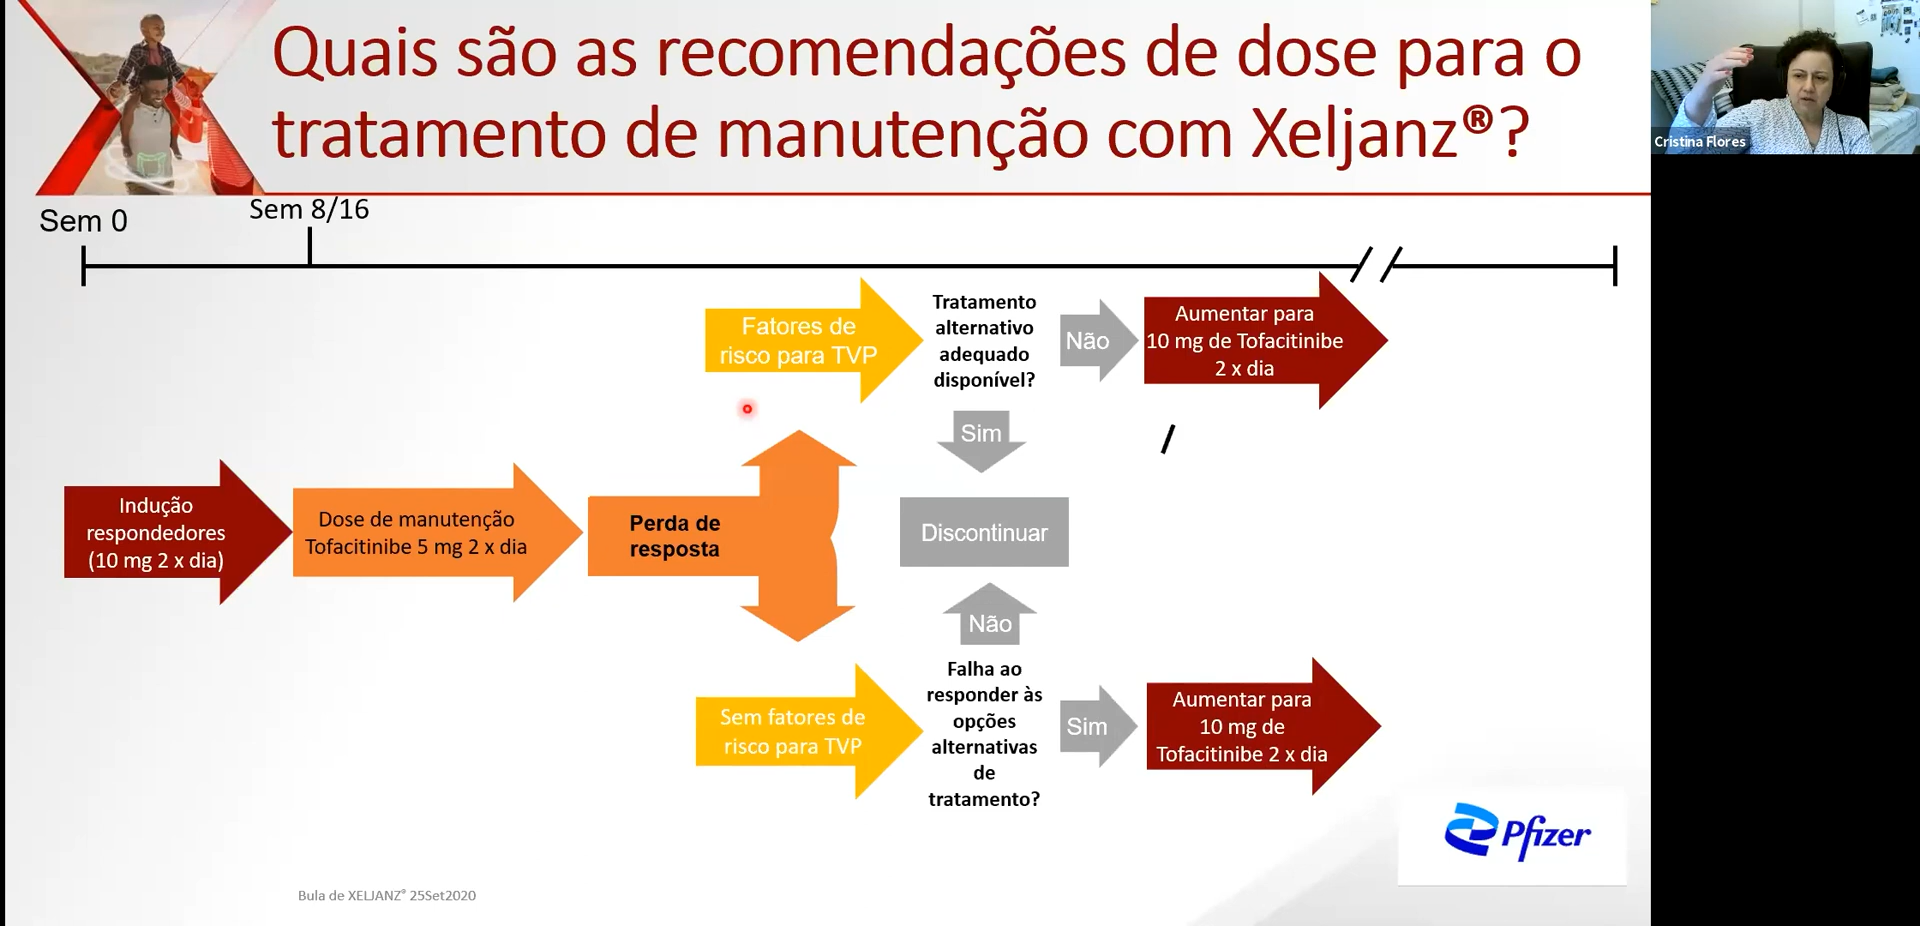 Quais são as recomendações de dose para o
tratamento de manutenção com Xeljanz®?
Cristina Flores
Sem 0
Sem 8/16
Fatores de
risco para TVP
Tratamento
alternativo
adequado
disponível?
Não
Aumentar para
10 mg de Tofacitinibe
2 x dia
Sim
Indução
respondedores
(10 mg 2 x dia)
Dose de manutenção
Tofacitinibe 5 mg 2 x dia
Perda de
resposta
Discontinuar
Não
Sem fatores de
risco para TVP
Falha ao
responder às
opções
alternativas
de
tratamento?
Sim
Aumentar para
10 mg de
Tofacitinibe 2 x dia
Pfizer
Bula de XELJANZ® 25Set2020